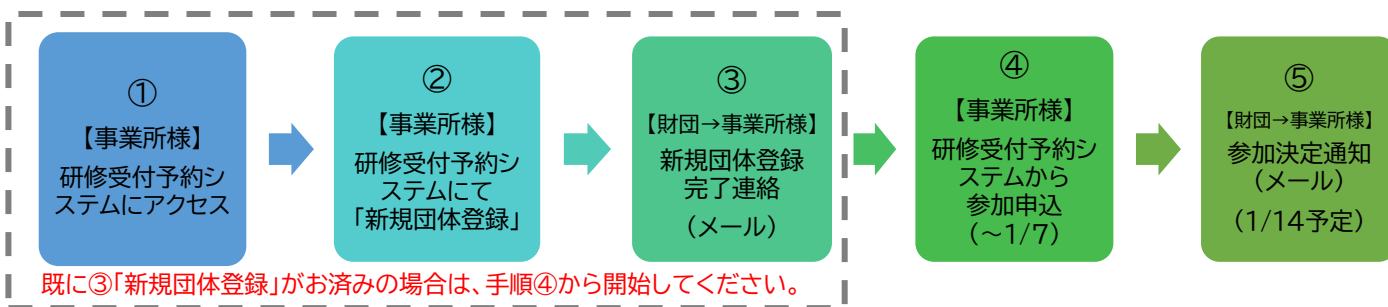 ①
【事業所様】
研修受付予約シ
ステムにアクセス
②
【事業所様】
研修受付予約シ
ステムにて
「新規団体登録」
③
【財団→事業所様】
新規団体登録
完了連絡
（メール）
④
【事業所様】
研修受付予約シ
ステムから
参加申込
（～1/7）
⑤
【財団→事業所様】
参加決定通知
（メール）
（1/14予定）
既に③「新規団体登録」がお済みの場合は、手順④から開始してください。